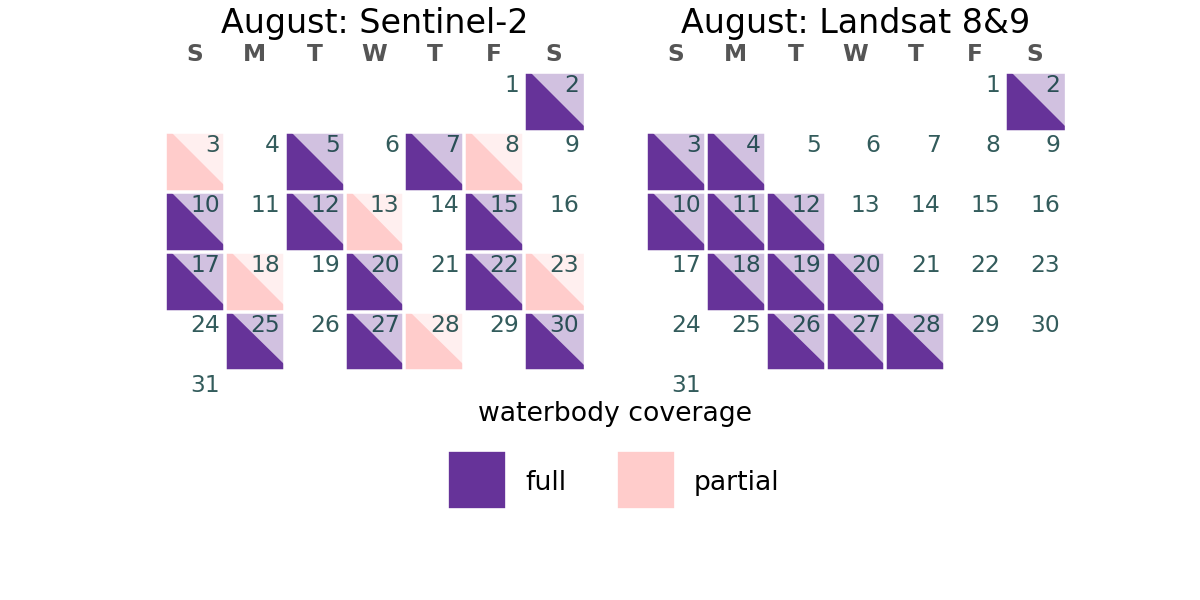 August: Sentinel-2
S M T W T F S
1 2
3 4 5 6 7 8 9
10 11 12 13 14 15 16
17 18 19 20 21 22 23
24 25 26 27 28 29 30
31
August: Landsat 8&9
S M T W T F S
1 2
3 4 5 6 7 8 9
10 11 12 13 14 15 16
17 18 19 20 21 22 23
24 25 26 27 28 29 30
31
waterbody coverage
full
partial